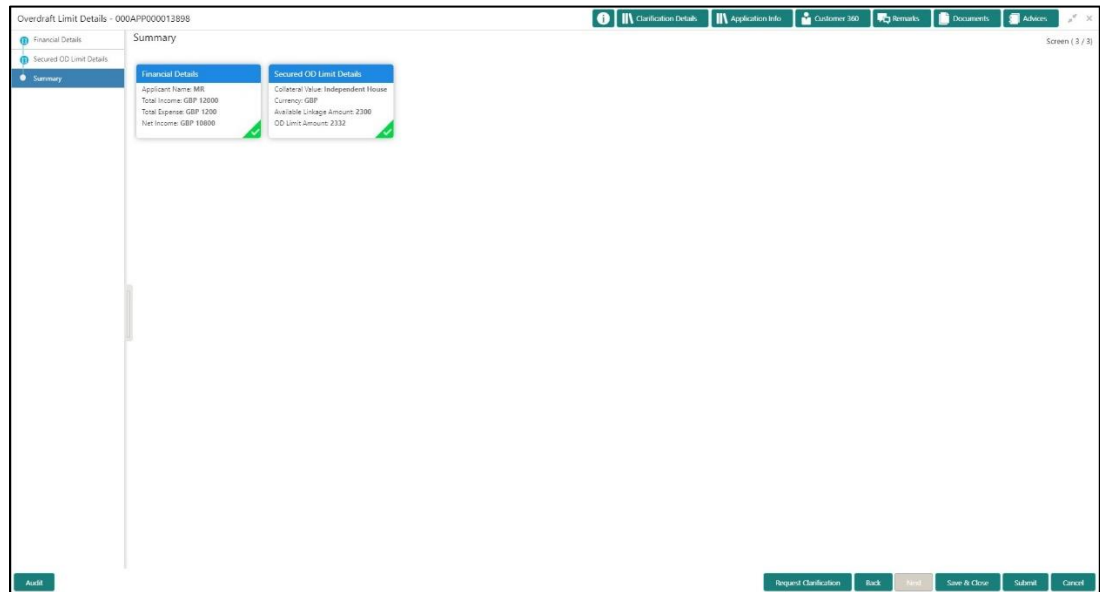 Overdraft Limit Details - 000APP000013898
Clarification Details
Application Info
Customer 360
Remarks
Documents
Advices
Financial Details
Secured OD Limit Details
Summary
Summary
Screen ( 3 / 3)
Financial Details
Applicant Name: MR
Total Income: GBP 12000
Total Expense: GBP 1200
Net Income: GBP 10800
Secured OD Limit Details
Collateral Value: Independent House
Currency: GBP
Available Linkage Amount: 2300
OD Limit Amount: 2332
Audit
Request Clarification
Back
Next
Save & Close
Submit
Cancel